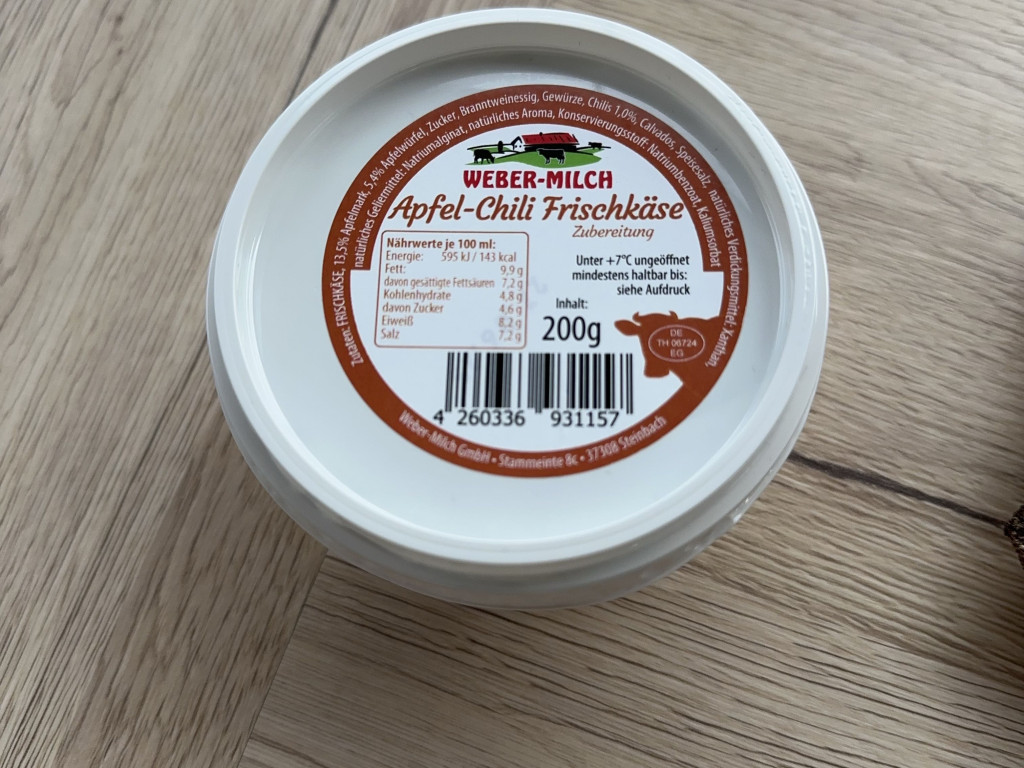 Zutaten: FRISCHKÄSE, 13,5% Apfelmark, 5,4% Apfelwürfel, Zucker, Branntweinessig, Gewürze, Chilis 1,0%, Calvados, Speisesalz, natürliches Verdickungsmittel: Xanthan,
natürliches Geliermittel: Natriumalginat, natürliches Aroma, Konservierungsstoff: Natriumbenzoat, Kaliumsorbat
WEBER-MILCH
Apfel-Chili Frischkäse
Zubereitung
Nährwerte je 100 ml:
Energie: 595 kJ / 143 kcal
Fett: 9,9 g
davon gesättigte Fettsäuren 7,2 g
Kohlenhydrate 4,8 g
davon Zucker 4,6 g
Eiweiß 8,2 g
Salz 7,2 g
Unter +7°C ungeöffnet
mindestens haltbar bis:
siehe Aufdruck
Inhalt:
200g
DE
TH 06724
EG
4 260336 931157
Weber-Milch GmbH • Stammeinte 8c • 37308 Steinbach